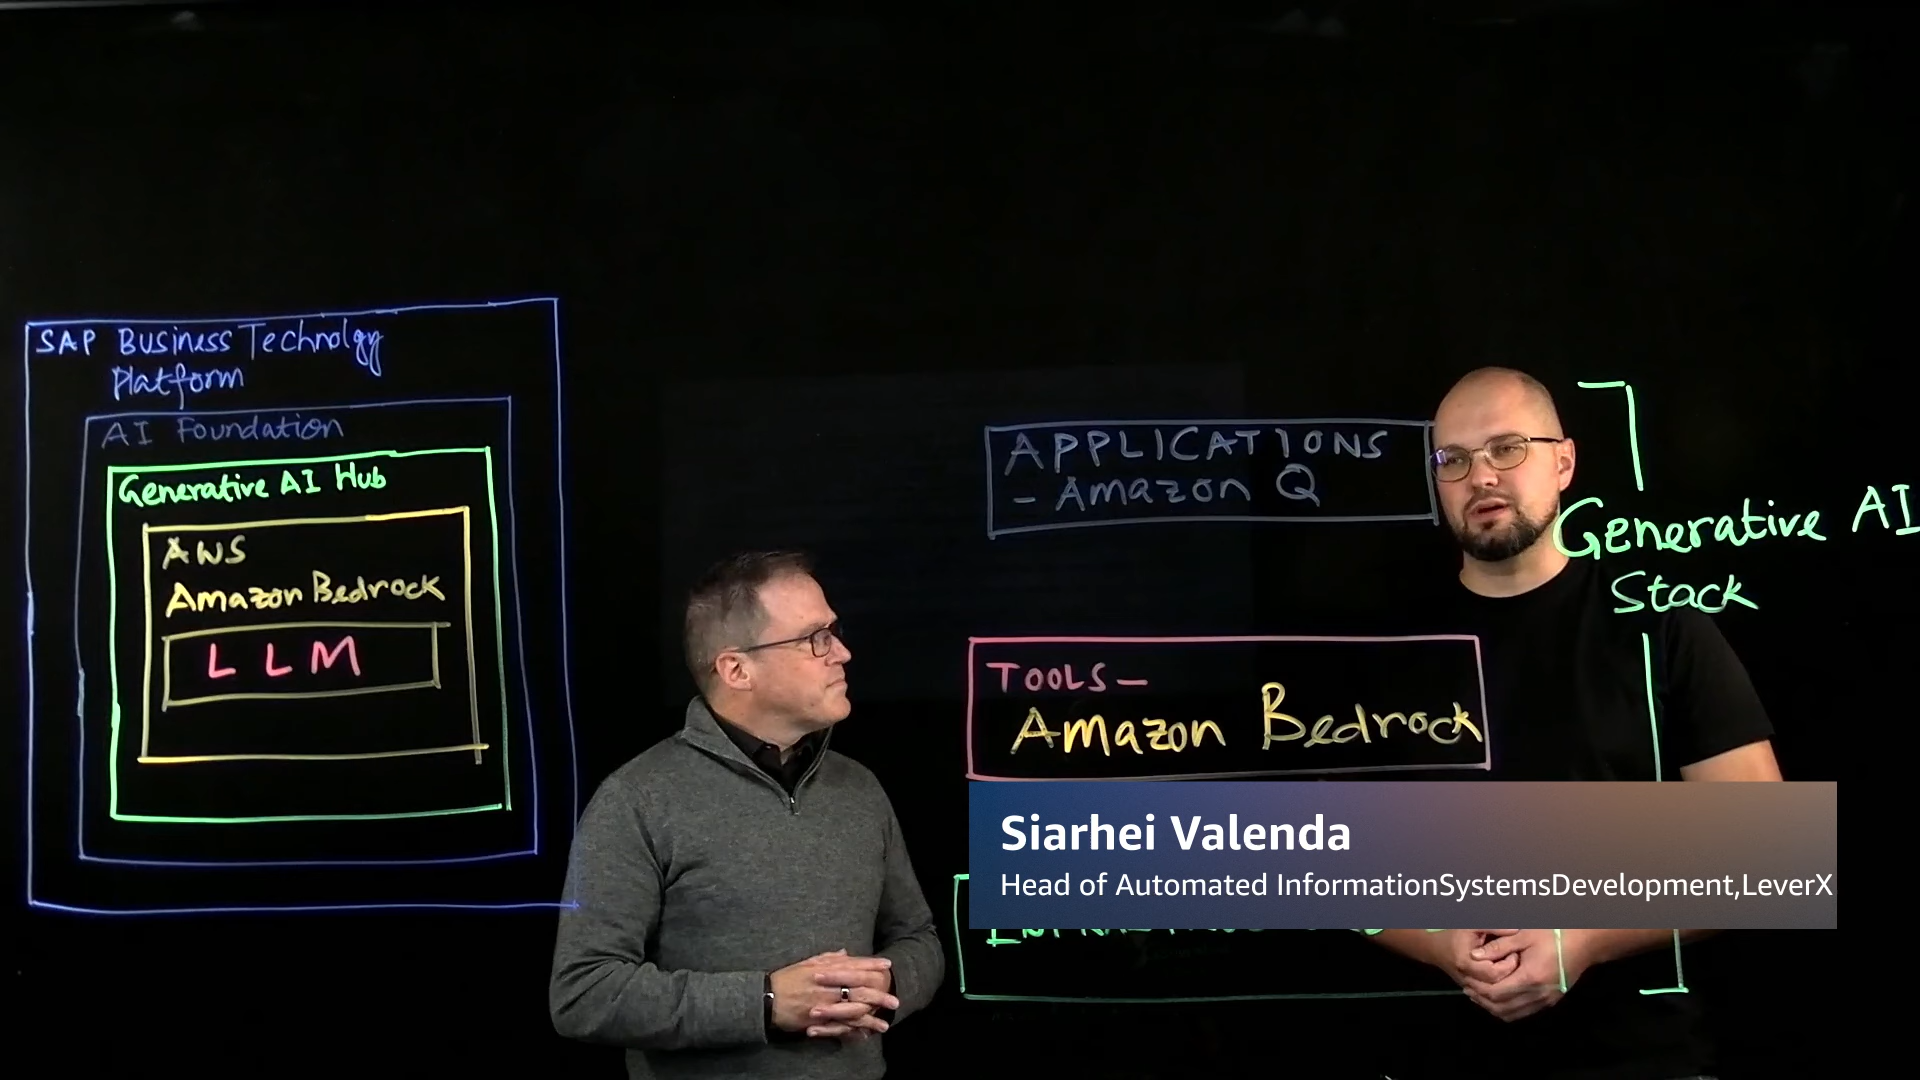 SAP Business Technolgy
Platform
AI Foundation
Generative AI Hub
AWS
Amazon Bedrock
LLM
APPLICATIONS
- Amazon Q
TOOLS-
Amazon Bedrock
Generative AI
Stack
Siarhei Valenda
Head of Automated InformationSystemsDevelopment,LeverX